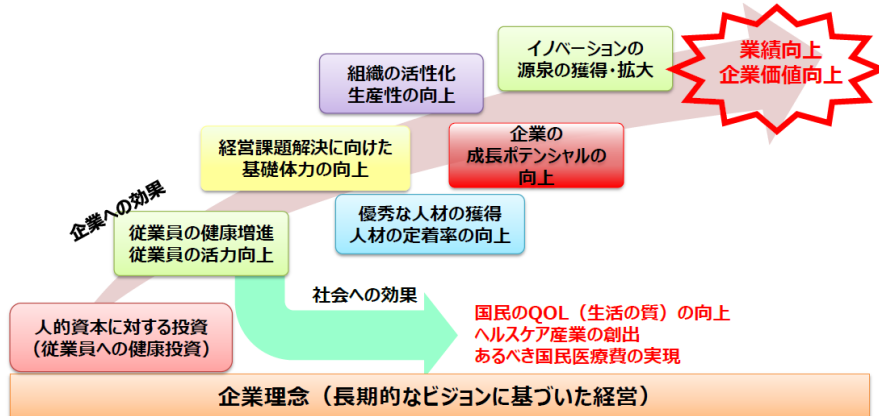 業績向上
企業価値向上
イノベーションの
源泉の獲得・拡大
組織の活性化
生産性の向上
企業の
成長ポテンシャルの
向上
経営課題解決に向けた
基礎体力の向上
優秀な人材の獲得
人材の定着率の向上
企業への効果
従業員の健康増進
従業員の活力向上
社会への効果
国民のQOL(生活の質)の向上
ヘルスケア産業の創出
あるべき国民医療費の実現
人的資本に対する投資
(従業員への健康投資)
企業理念(長期的なビジョンに基づいた経営)